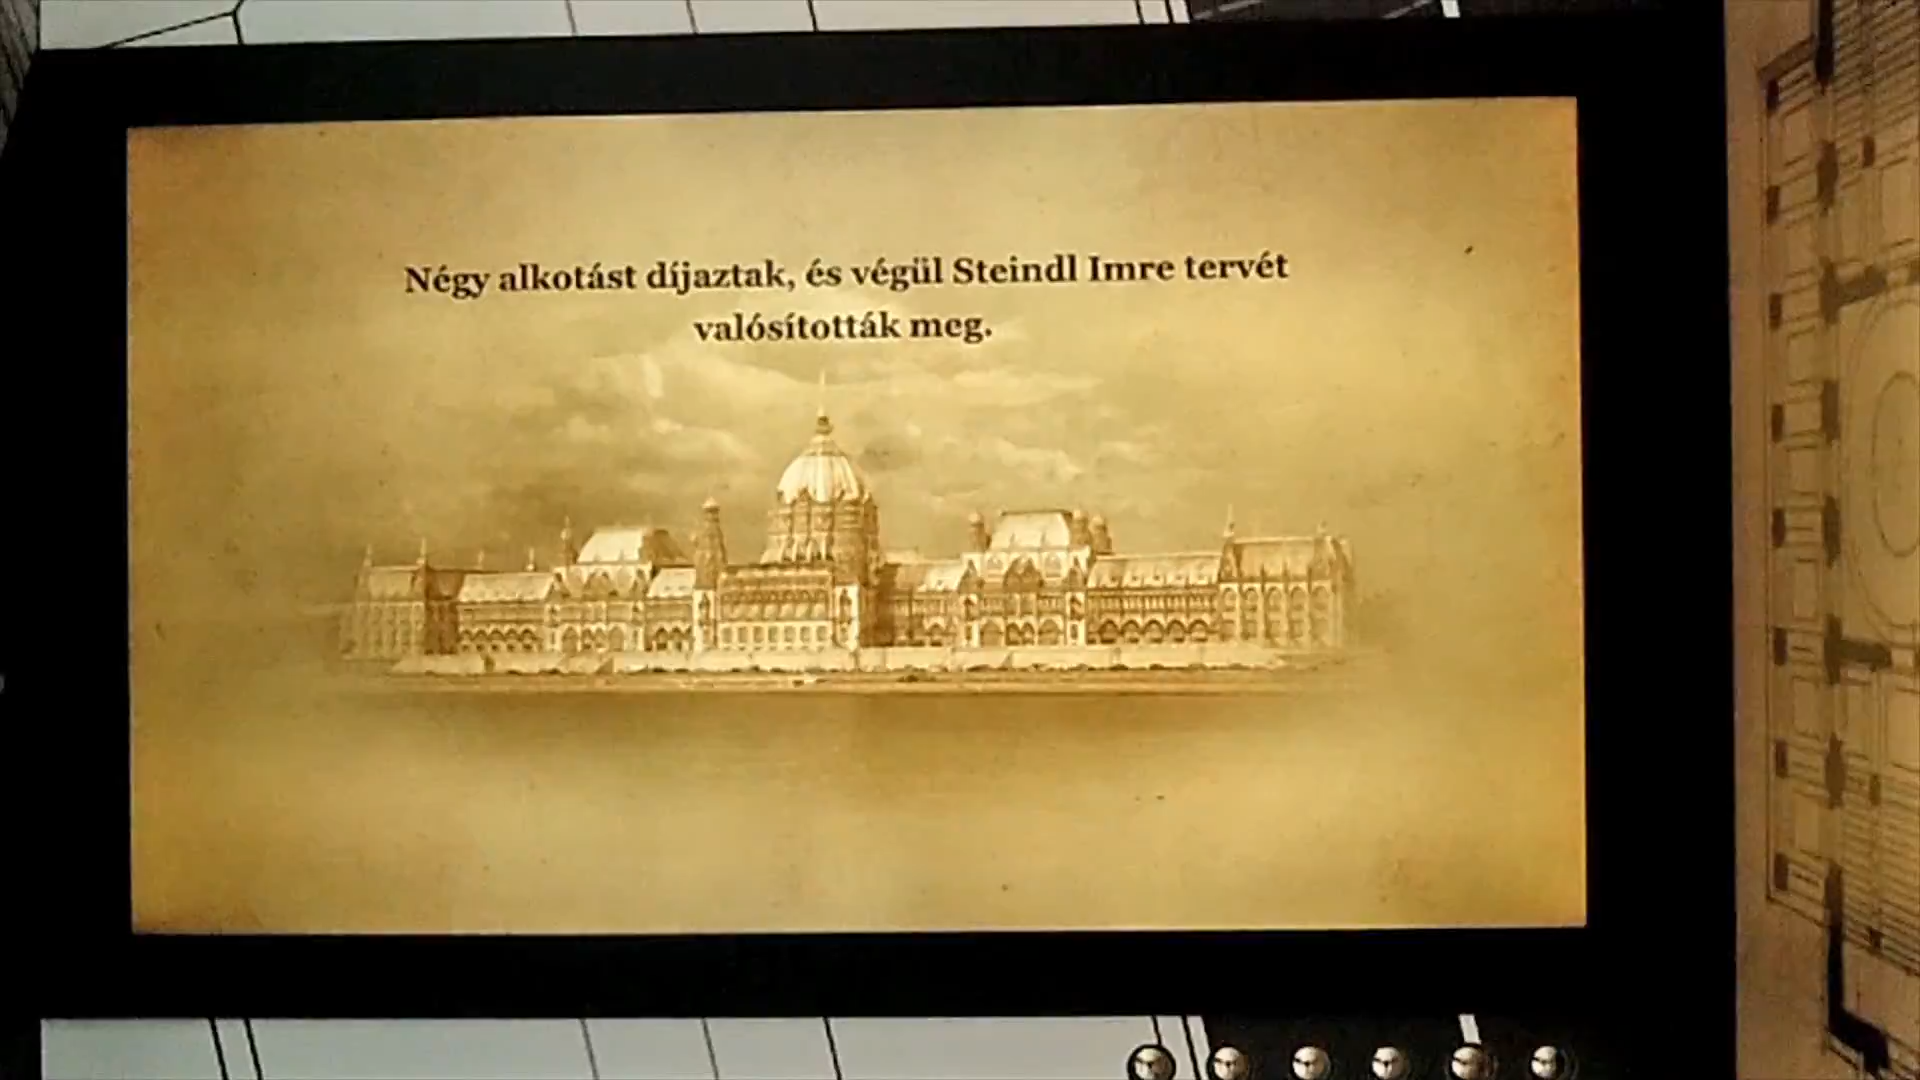 Négy alkotást díjaztak, és végül Steindl Imre tervét
valósították meg.